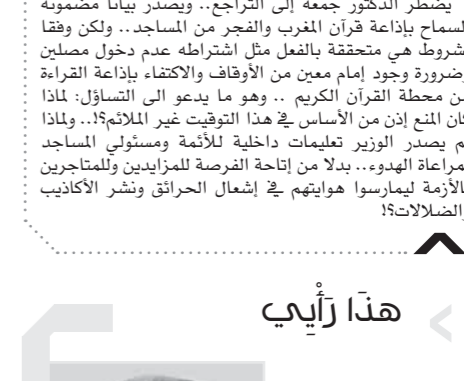 يضطر الدكتور جمعة إلى التراجع.. ويصدر بيانا مضمونه
السماح بإذاعة قرآن المغرب والفجر من المساجد.. ولكن وفقا
لشروط هي متحققة بالفعل مثل اشتراطه عدم دخول مصلين
وضرورة وجود إمام معين من الأوقاف والاكتفاء بإذاعة القراءة
من محطة القرآن الكريم .. وهو ما يدعو الى التساؤل: لماذا
كان المنع إذن من الأساس في هذا التوقيت غير الملائم؟!.. ولماذا
لم يصدر الوزير تعليمات داخلية للأئمة ومسئولي المساجد
بمراعاة الهدوء.. بدلا من إتاحة الفرصة للمزايدين وللمتاجرين
بالأزمة ليمارسوا هوايتهم في إشعال الحرائق ونشر الأكاذيب
والضلالات؟!
هذَا رَأْيِي